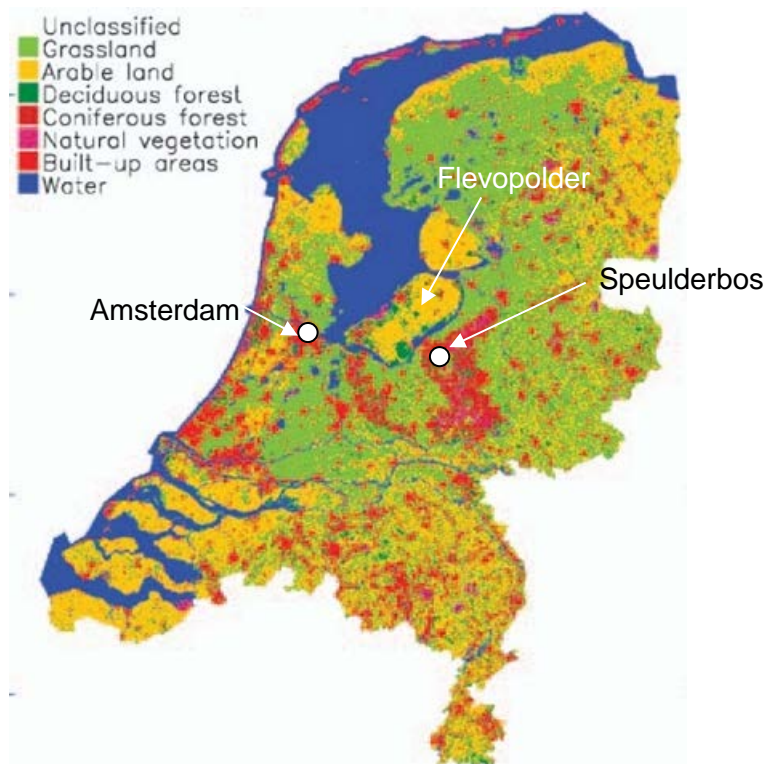 Unclassified
Grassland
Arable land
Deciduous forest
Coniferous forest
Natural vegetation
Built-up areas
Water
Flevopolder
Speulderbos
Amsterdam